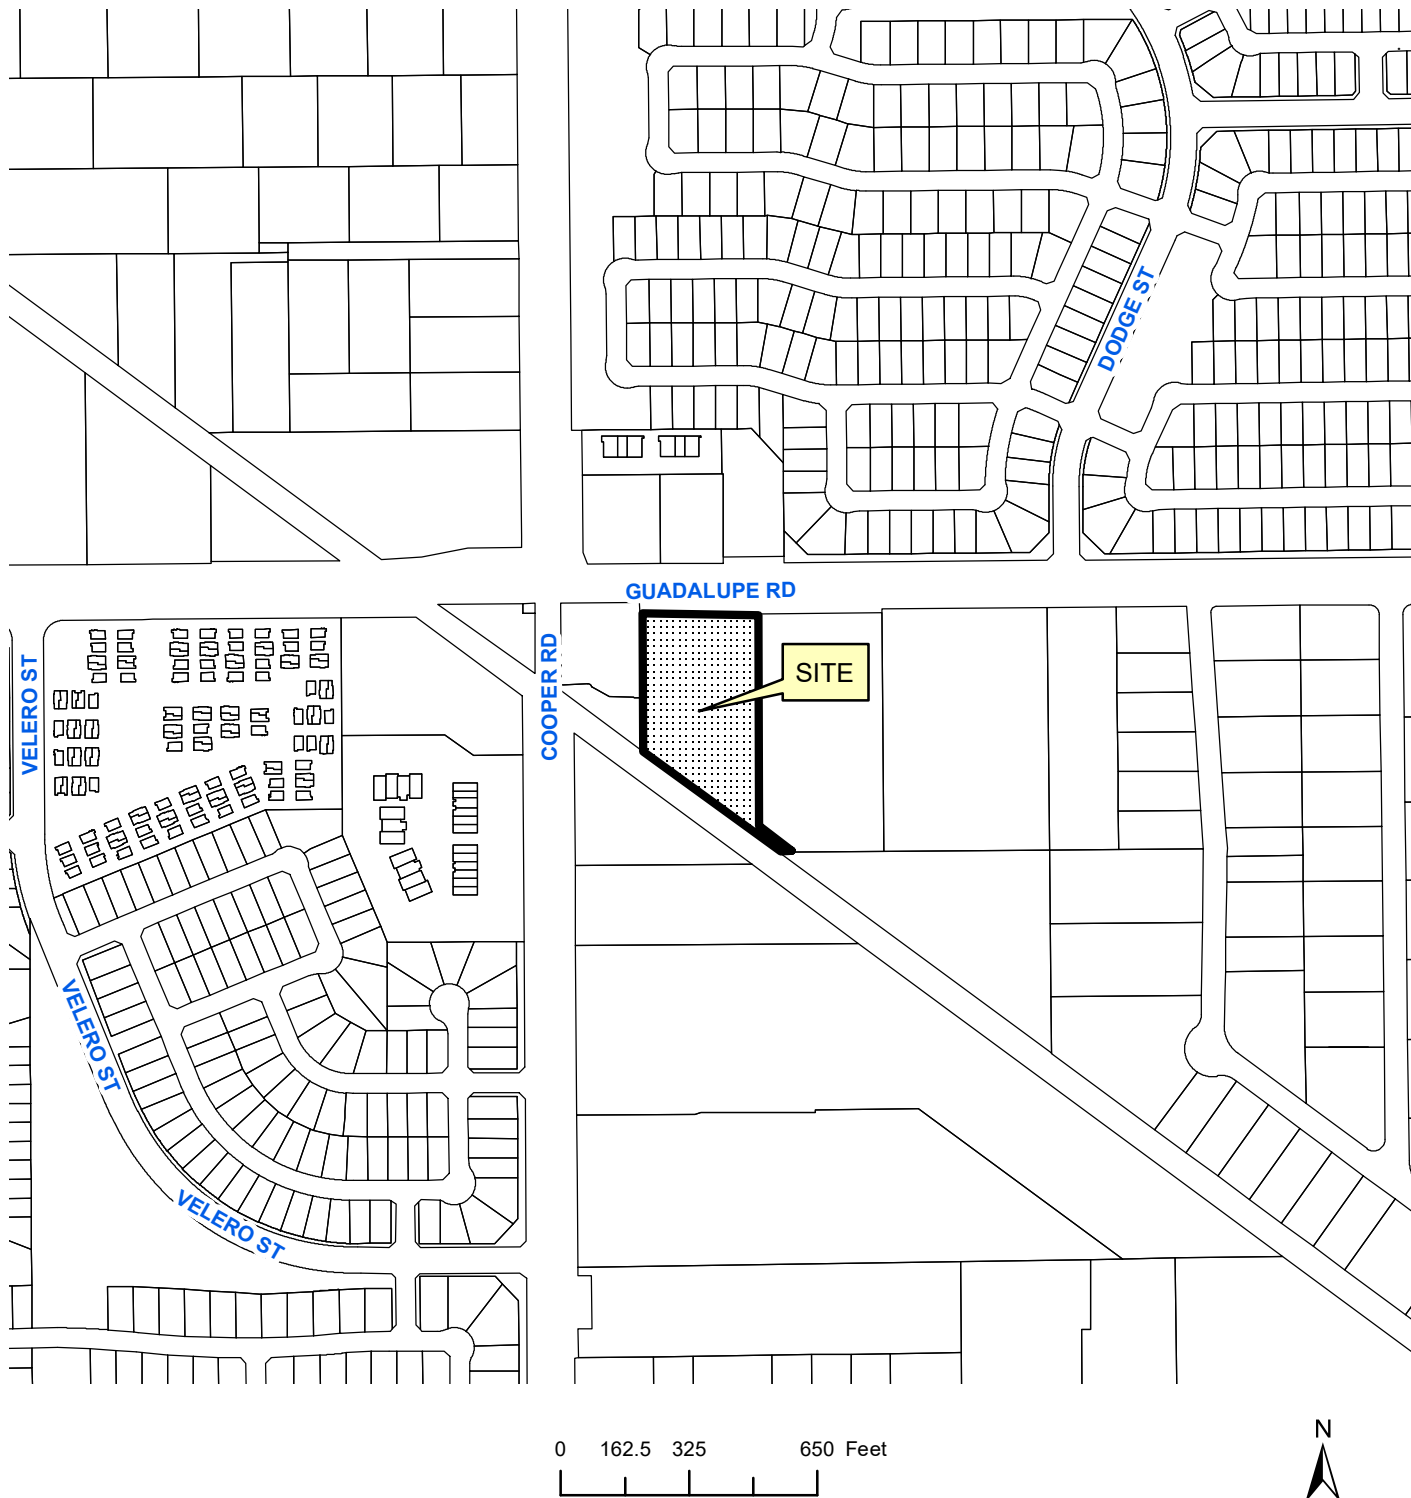 DODGE ST
GUADALUPE RD
SITE
VELERO ST
COOPER RD
VELERO ST
VELERO ST
N
0 162.5 325 650 Feet